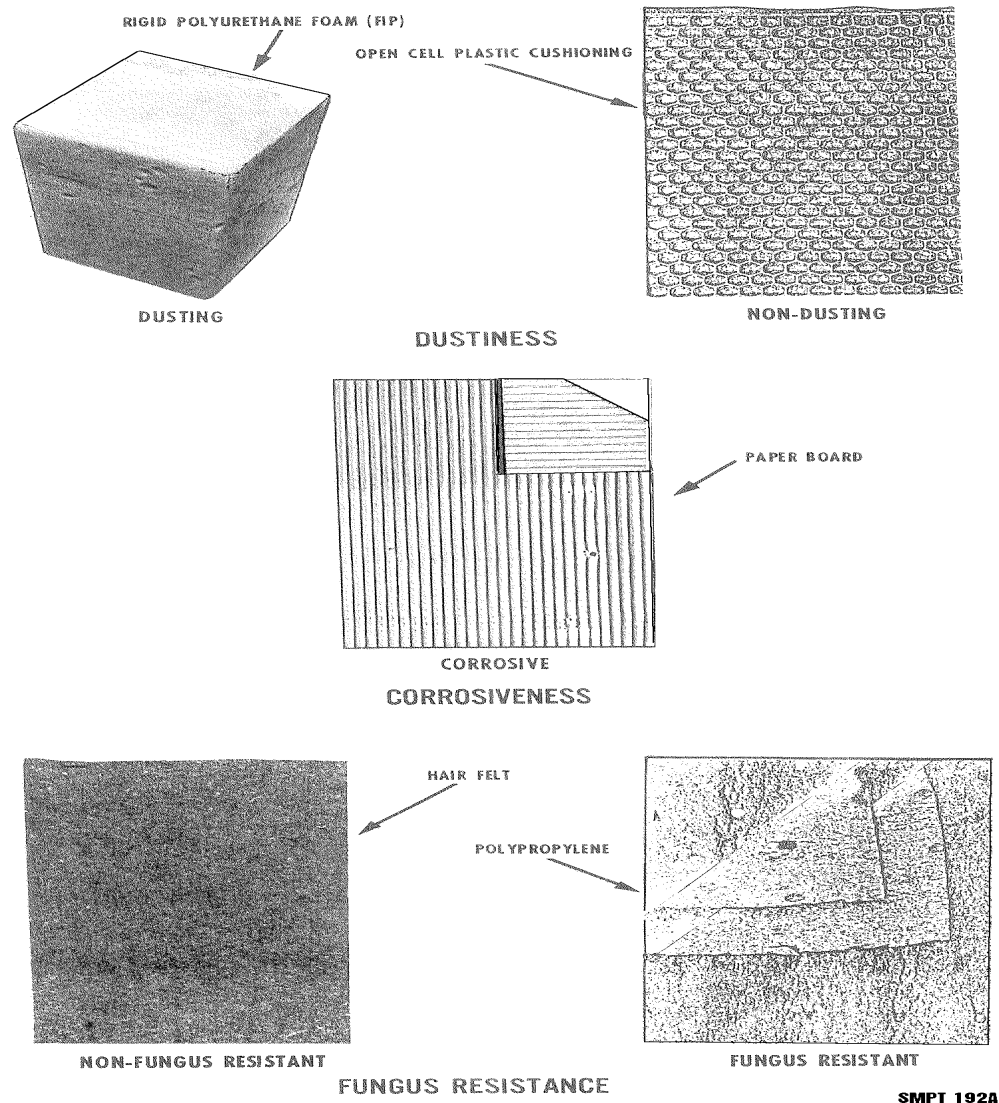 RIGID POLYURETHANE FOAM (FIP)
OPEN CELL PLASTIC CUSHIONING
DUSTING
NON-DUSTING
DUSTINESS
PAPER BOARD
CORROSIVE
CORROSIVENESS
HAIR FELT
POLYPROPYLENE
NON-FUNGUS RESISTANT
FUNGUS RESISTANT
FUNGUS RESISTANCE
SMPT 192A